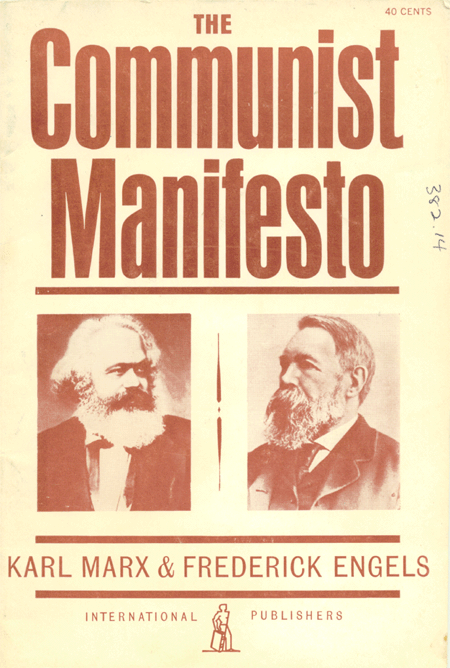 40 CENTS
THE
Communist
Manifesto
382.14
KARL MARX & FREDERICK ENGELS
INTERNATIONAL PUBLISHERS